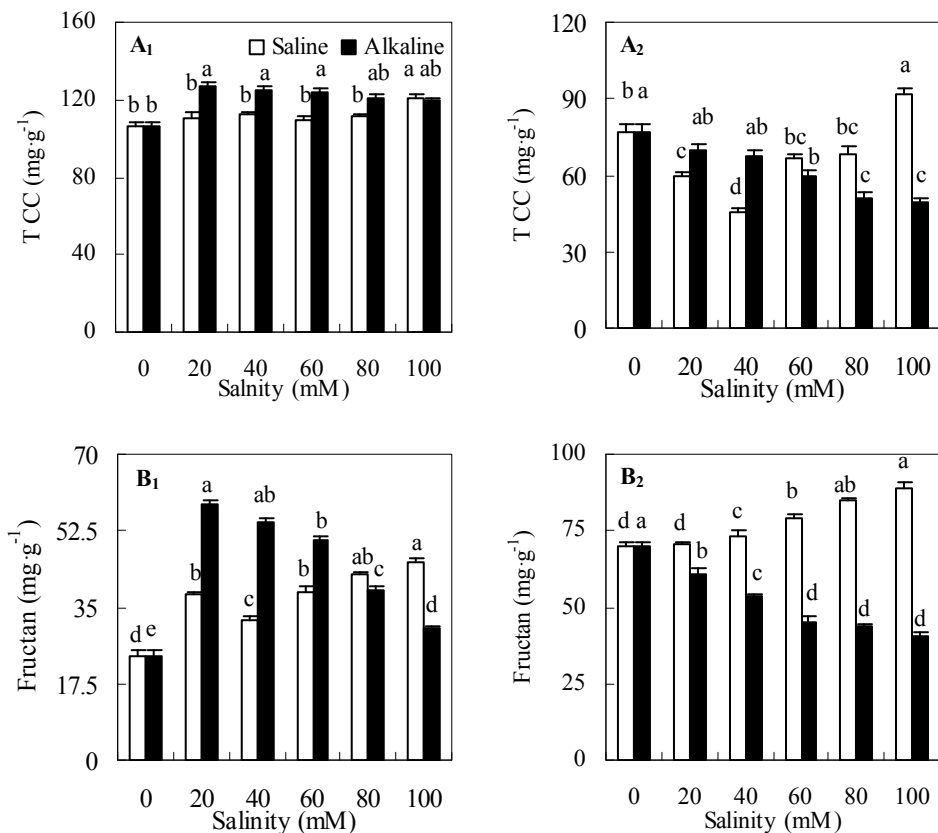 A₁ Saline Alkaline
160
120
80
40
0
T CC (mg·g⁻¹)
b b b a b a b a b ab a ab
0 20 40 60 80 100
Salnity (mM)
A₂
120
90
60
30
0
T CC (mg·g⁻¹)
b a c ab d ab bc b bc c a c
0 20 40 60 80 100
Salinity (mM)
B₁
70
52.5
35
17.5
0
Fructan (mg·g⁻¹)
d e b a c ab b b ab c a d
0 20 40 60 80 100
Salinity (mM)
B₂
100
75
50
25
0
Fructan (mg·g⁻¹)
d a d b c c b d ab d a d
0 20 40 60 80 100
Salinity (mM)